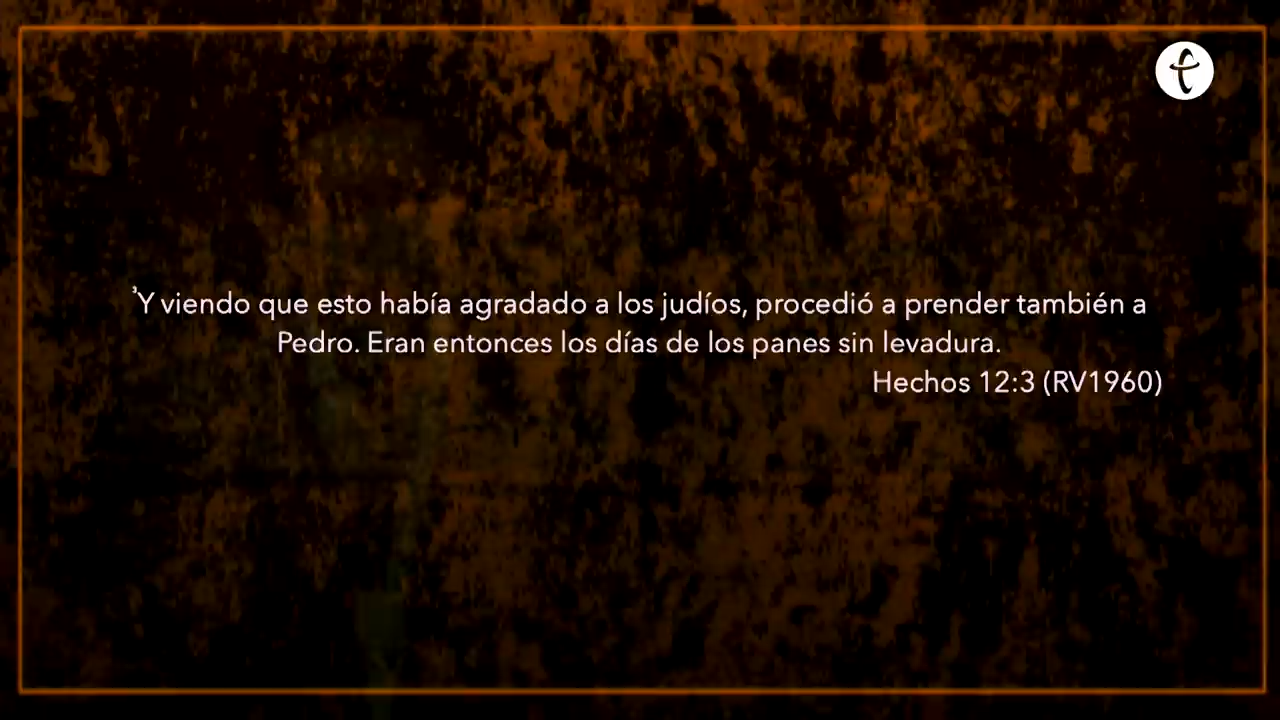 ³Y viendo que esto había agradado a los judíos, procedió a prender también a
Pedro. Eran entonces los días de los panes sin levadura.
Hechos 12:3 (RV1960)